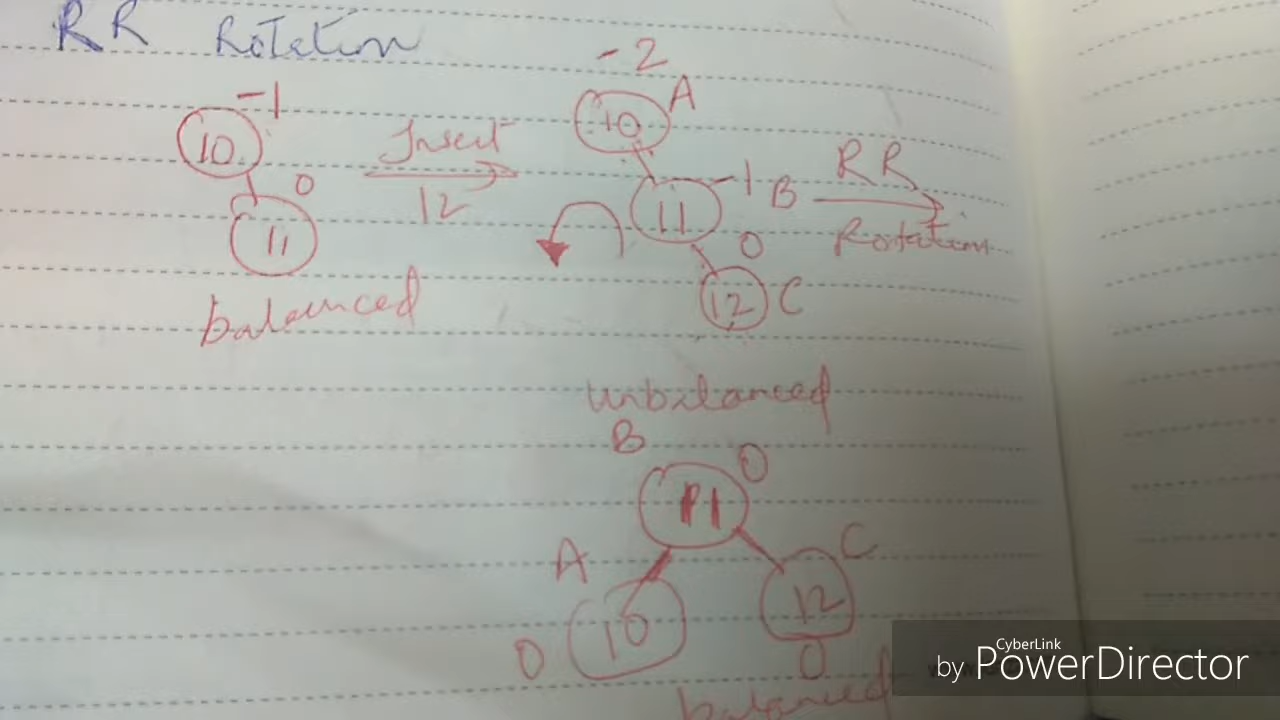 RR Rotation
-2
A
-1
10
Insert
12
10
0
11
-1
B
RR
Rotation
11
0
12
C
balanced
unbalanced
B
0
11
A
C
10
12
0
0
balanced
CyberLink
by PowerDirector